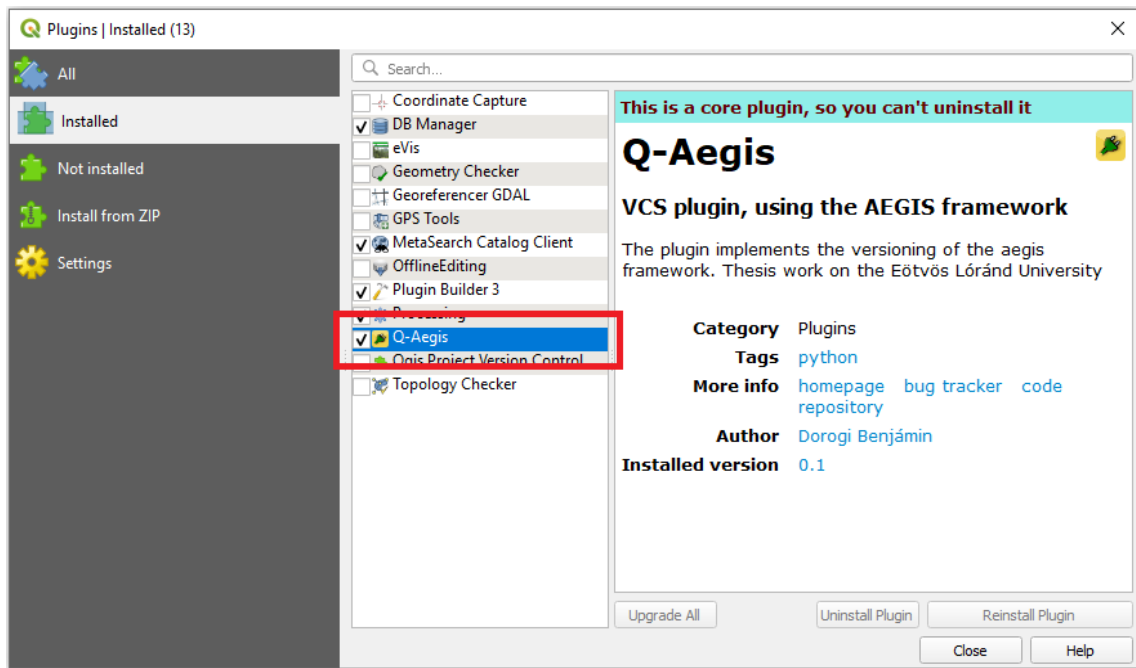 Plugins | Installed (13)
All
Installed
Not installed
Install from ZIP
Settings
Search...
Coordinate Capture
DB Manager
eVis
Geometry Checker
Georeferencer GDAL
GPS Tools
MetaSearch Catalog Client
OfflineEditing
Plugin Builder 3
Processing
Q-Aegis
Qgis Project Version Control
Topology Checker
This is a core plugin, so you can't uninstall it
Q-Aegis
VCS plugin, using the AEGIS framework
The plugin implements the versioning of the aegis
framework. Thesis work on the Eötvös Lóránd University
Category Plugins
Tags python
More info homepage bug tracker code
repository
Author Dorogi Benjámin
Installed version 0.1
Upgrade All Uninstall Plugin Reinstall Plugin
Close Help